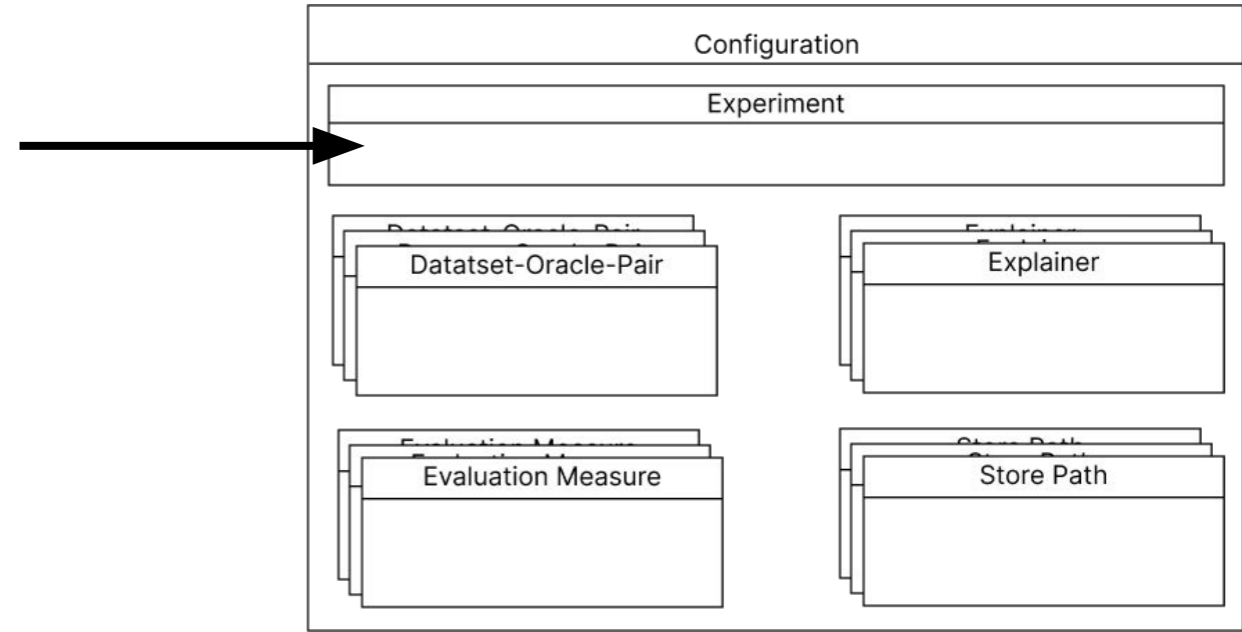 Configuration
Experiment
Datatset-Oracle-Pair
Explainer
Evaluation Measure
Store Path